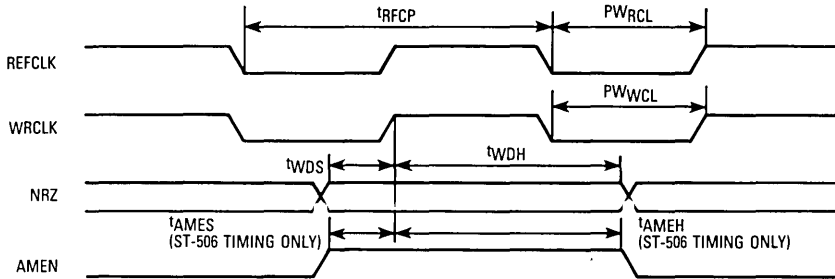 tRFCP
PWRCL
REFCLK
WRCLK
PWWCL
tWDS
tWDH
NRZ
tAMES
(ST-506 TIMING ONLY)
tAMEH
(ST-506 TIMING ONLY)
AMEN